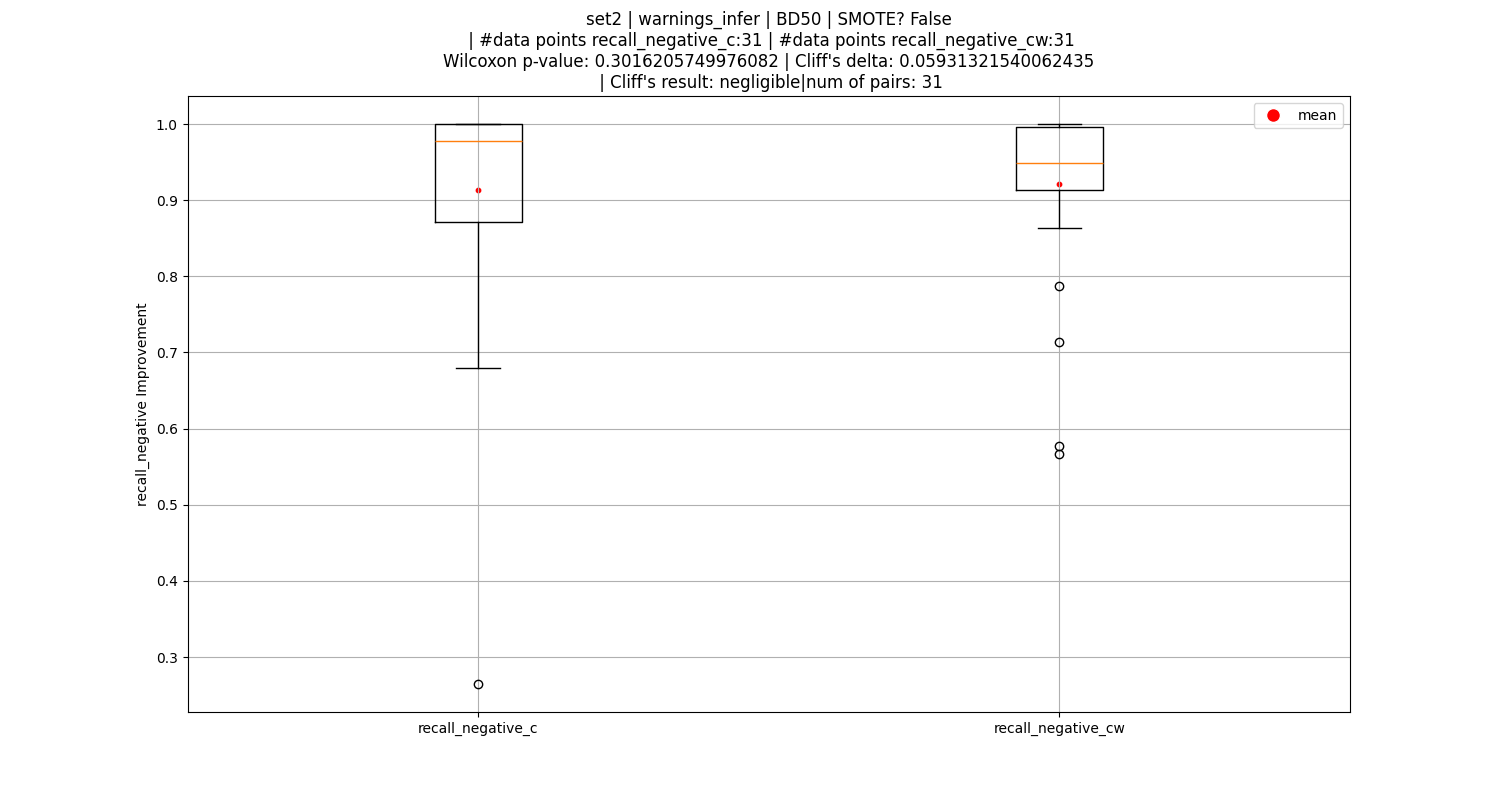 set2 | warnings_infer | BD50 | SMOTE? False
| #data points recall_negative_c:31 | #data points recall_negative_cw:31
Wilcoxon p-value: 0.3016205749976082 | Cliff's delta: 0.05931321540062435
| Cliff's result: negligible|num of pairs: 31
mean
1.0
0.9
0.8
0.7
0.6
0.5
0.4
0.3
recall_negative Improvement
recall_negative_c
recall_negative_cw